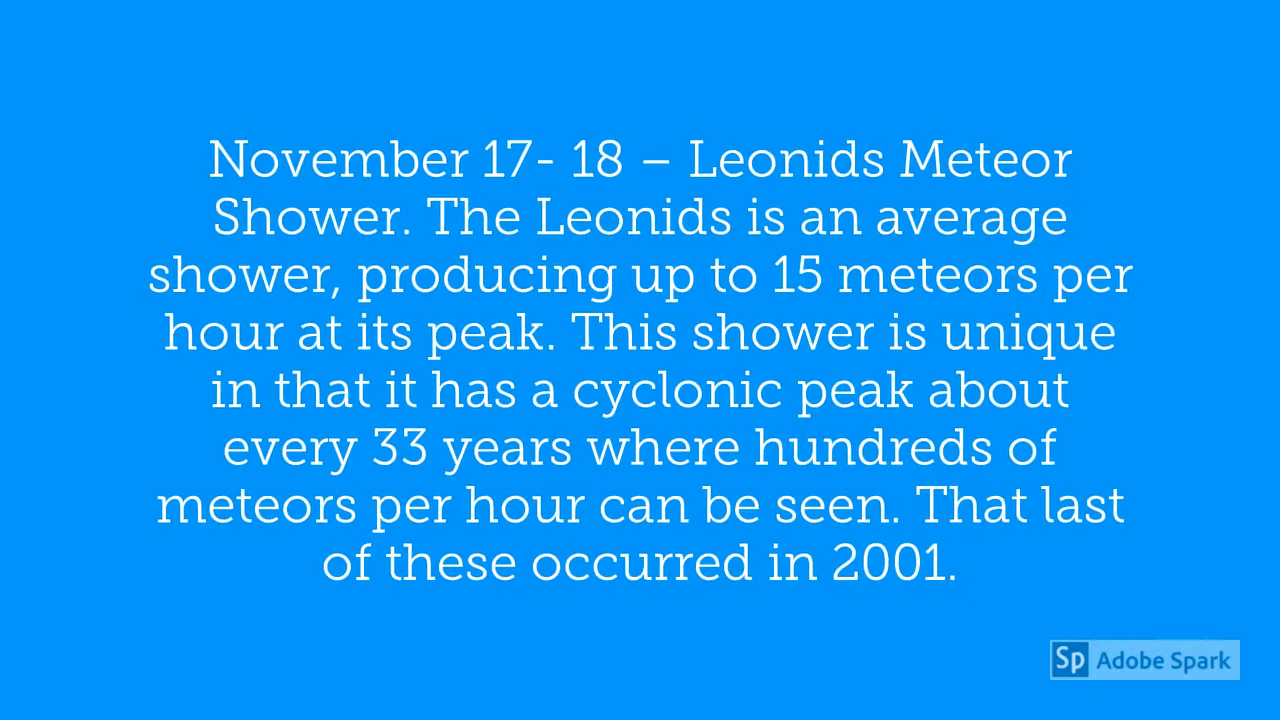 November 17- 18 – Leonids Meteor
Shower. The Leonids is an average
shower, producing up to 15 meteors per
hour at its peak. This shower is unique
in that it has a cyclonic peak about
every 33 years where hundreds of
meteors per hour can be seen. That last
of these occurred in 2001.
Sp Adobe Spark